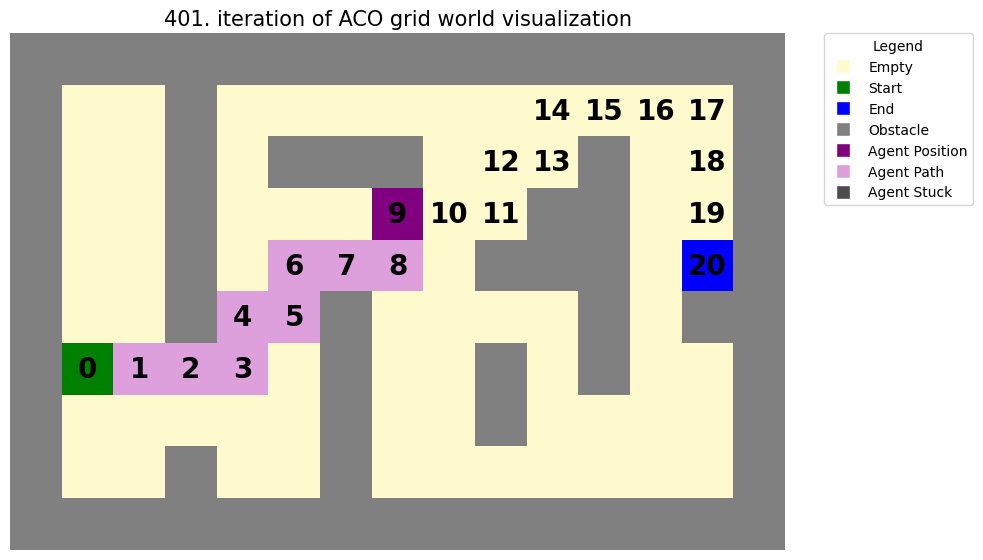 401. iteration of ACO grid world visualization
14 15 16 17
12 13 18
9 10 11 19
6 7 8 20
4 5
0 1 2 3
Legend
Empty
Start
End
Obstacle
Agent Position
Agent Path
Agent Stuck